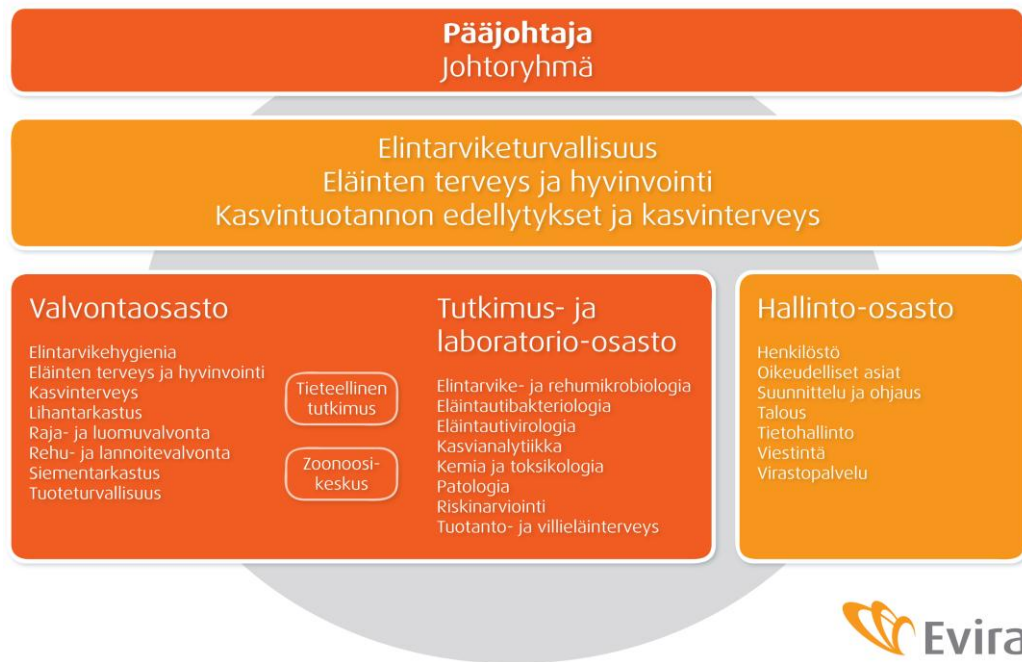 Pääjohtaja
Johtoryhmä
Elintarviketurvallisuus
Eläinten terveys ja hyvinvointi
Kasvintuotannon edellytykset ja kasvinterveys
Valvontaosasto
Elintarvikehygienia
Eläinten terveys ja hyvinvointi
Kasvinterveys
Lihantarkastus
Raja- ja luomuvalvonta
Rehu- ja lannoitevalvonta
Siementarkastus
Tuoteturvallisuus
Tieteellinen
tutkimus
Zoonoosi-
keskus
Tutkimus- ja
laboratorio-osasto
Elintarvike- ja rehumikrobiologia
Eläintautibakteriologia
Eläintautivirologia
Kasvianalytiikka
Kemia ja toksikologia
Patologia
Riskinarviointi
Tuotanto- ja villieläinterveys
Hallinto-osasto
Henkilöstö
Oikeudelliset asiat
Suunnittelu ja ohjaus
Talous
Tietohallinto
Viestintä
Virastopalvelu
Evira